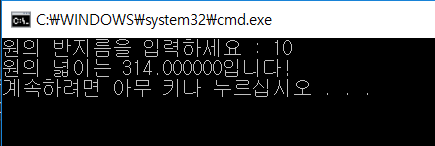 C:₩WINDOWS₩system32₩cmd.exe
원의 반지름을 입력하세요 : 10
원의 넓이는 314.000000입니다!
계속하려면 아무 키나 누르십시오 . . .